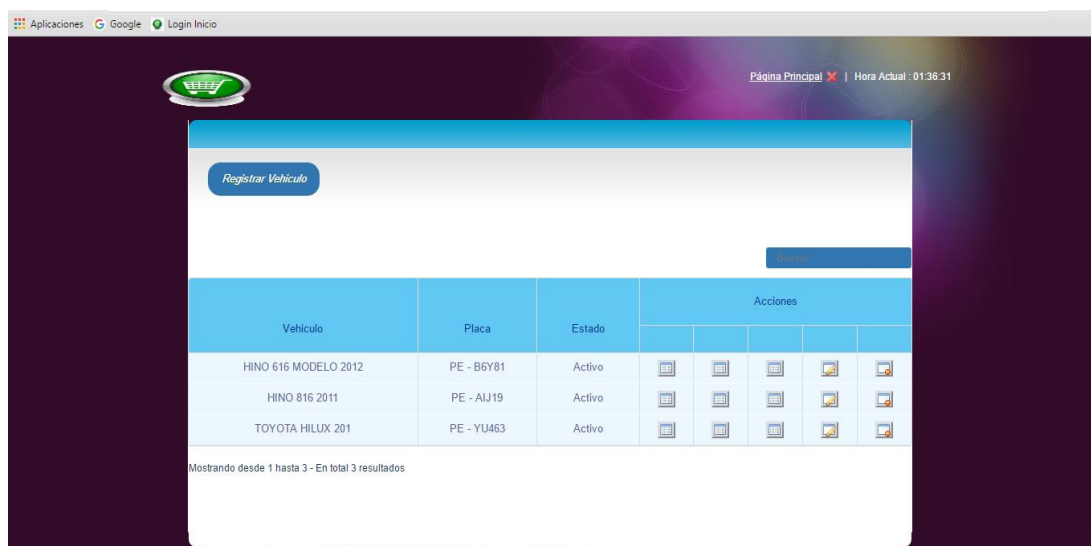 Aplicaciones Google Login Inicio
Página Principal | Hora Actual : 01:36:31
Registrar Vehiculo
Buscar
Acciones
Vehiculo Placa Estado
HINO 616 MODELO 2012 PE - B6Y81 Activo
HINO 816 2011 PE - AIJ19 Activo
TOYOTA HILUX 201 PE - YU463 Activo
Mostrando desde 1 hasta 3 - En total 3 resultados